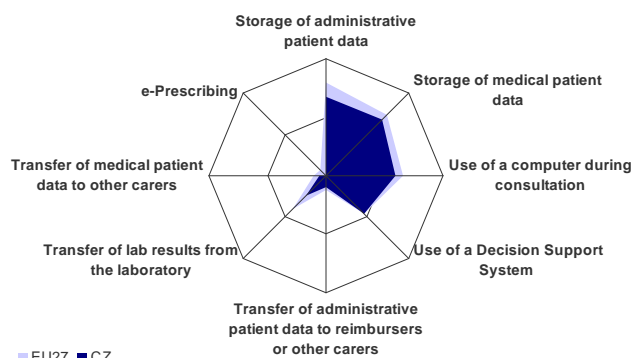 Storage of administrative
patient data
Storage of medical patient
data
Use of a computer during
consultation
Use of a Decision Support
System
Transfer of administrative
patient data to reimbursers
or other carers
Transfer of lab results from
the laboratory
Transfer of medical patient
data to other carers
e-Prescribing
EU27 CZ